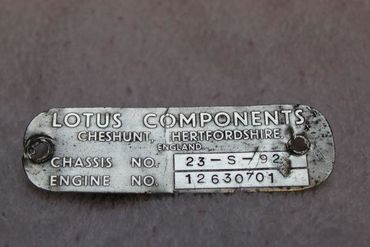 LOTUS COMPONENTS
CHESHUNT, HERTFORDSHIRE,
ENGLAND
CHASSIS NO. 23-S-92
ENGINE NO. 12630701